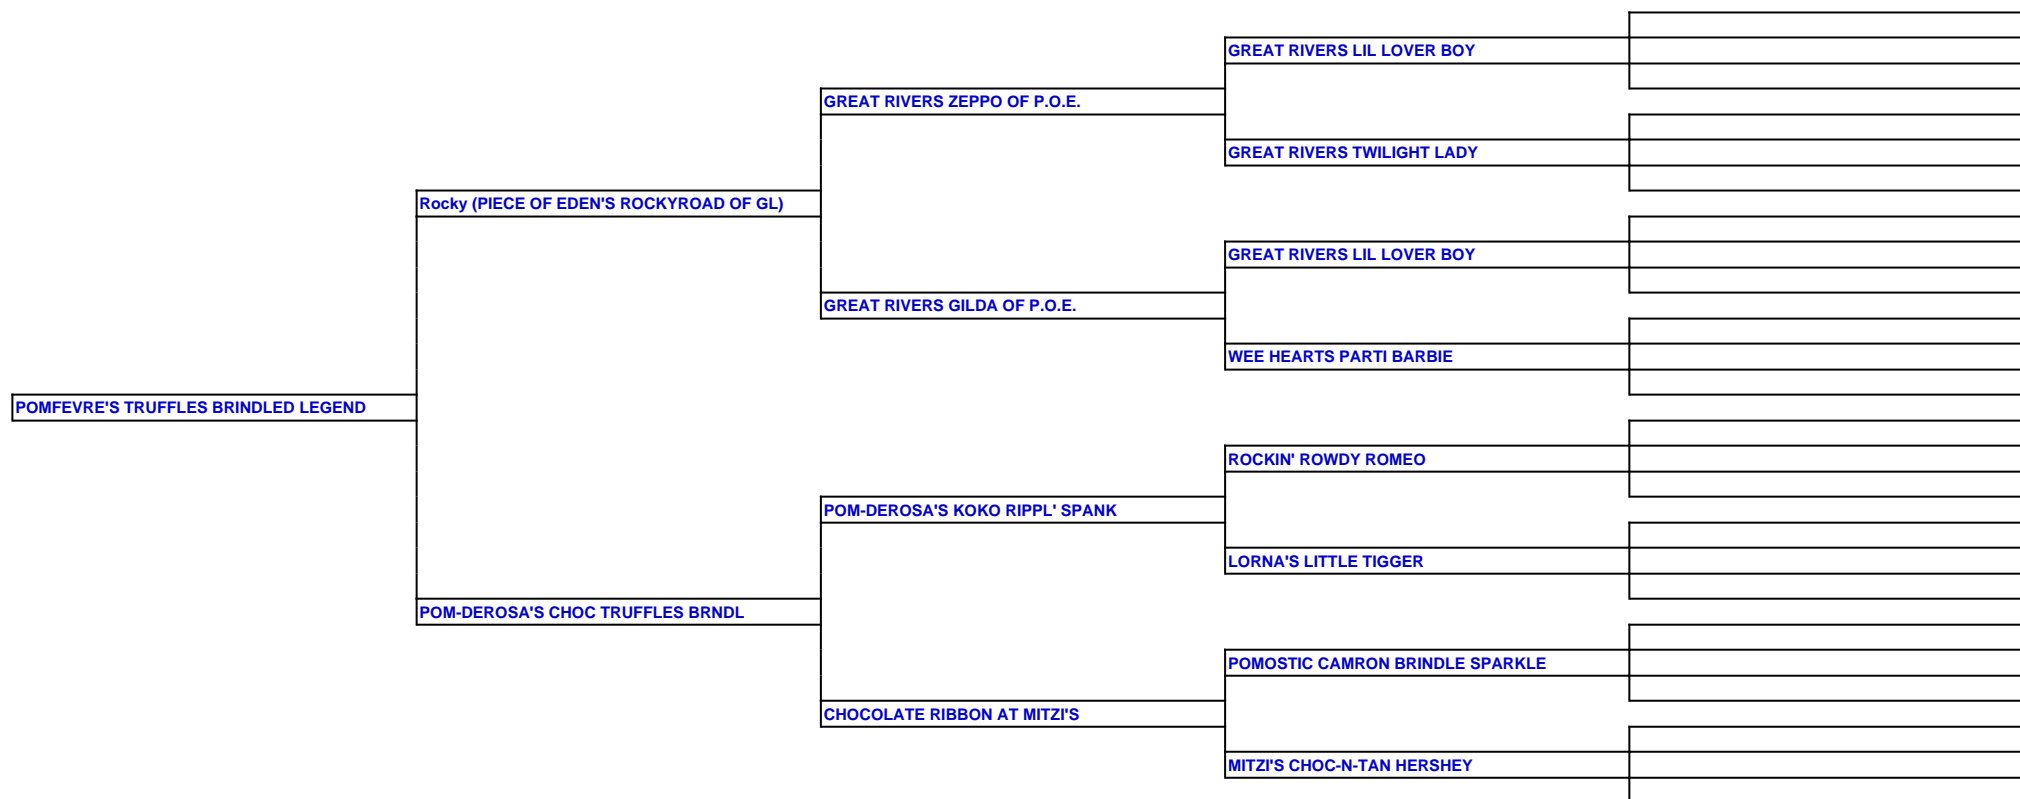 GREAT RIVERS LIL LOVER BOY
GREAT RIVERS ZEPPO OF P.O.E.
GREAT RIVERS TWILIGHT LADY
Rocky (PIECE OF EDEN'S ROCKYROAD OF GL)
GREAT RIVERS LIL LOVER BOY
GREAT RIVERS GILDA OF P.O.E.
WEE HEARTS PARTI BARBIE
POMFEVRE'S TRUFFLES BRINDLED LEGEND
ROCKIN' ROWDY ROMEO
POM-DEROSA'S KOKO RIPPL' SPANK
LORNA'S LITTLE TIGGER
POM-DEROSA'S CHOC TRUFFLES BRNDL
POMOSTIC CAMRON BRINDLE SPARKLE
CHOCOLATE RIBBON AT MITZI'S
MITZI'S CHOC-N-TAN HERSHEY